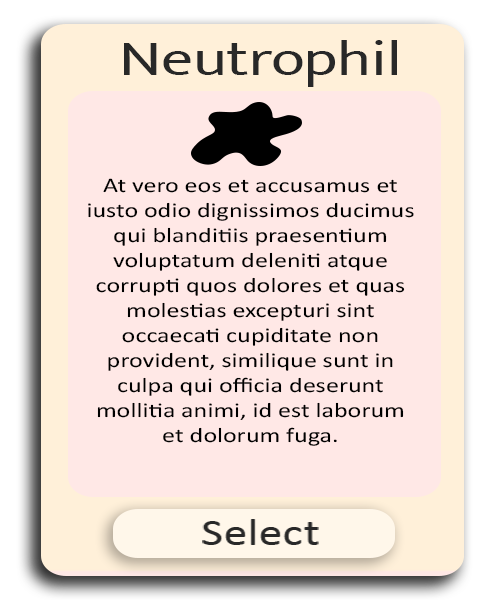 Neutrophil
At vero eos et accusamus et
iusto odio dignissimos ducimus
qui blanditiis praesentium
voluptatum deleniti atque
corrupti quos dolores et quas
molestias excepturi sint
occaecati cupiditate non
provident, similique sunt in
culpa qui officia deserunt
mollitia animi, id est laborum
et dolorum fuga.
Select